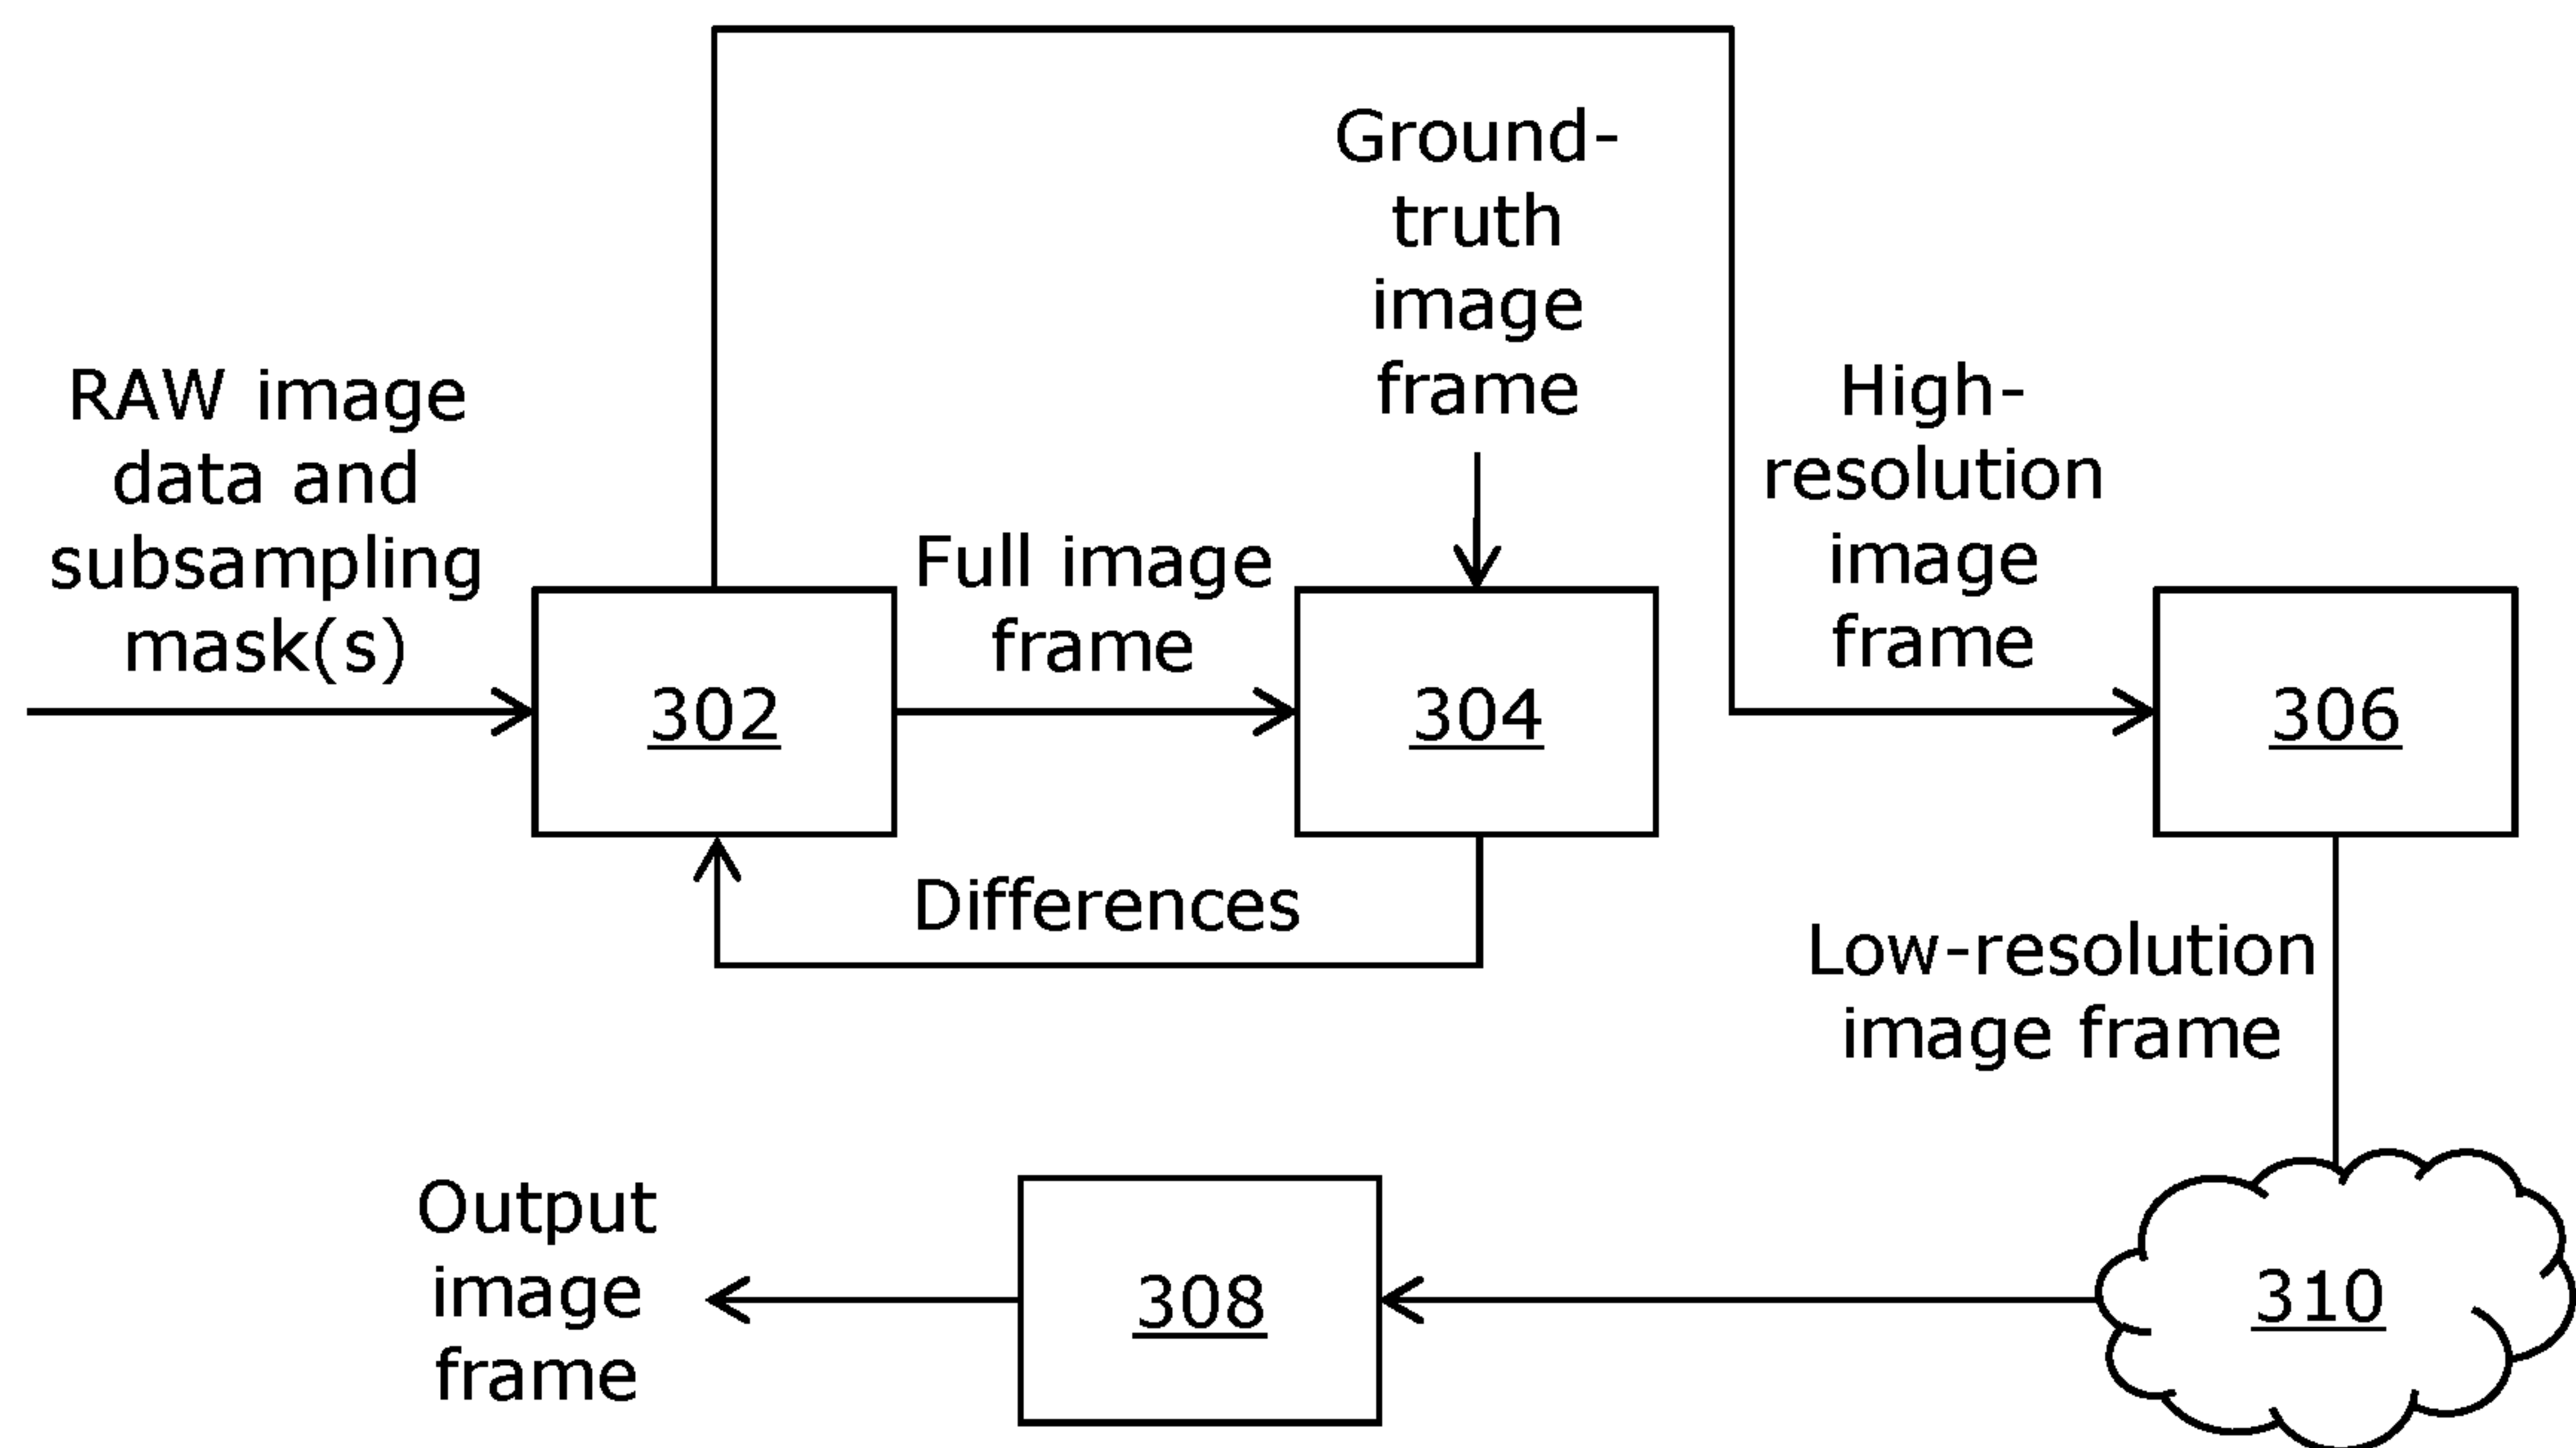 Ground-
truth
image
frame
RAW image
data and
subsampling
mask(s)
High-
resolution
image
frame
Full image
frame
302
304
306
Differences
Low-resolution
image frame
Output
image
frame
308
310